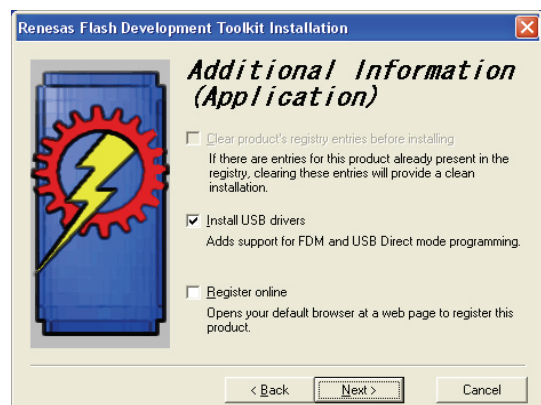 Renesas Flash Development Toolkit Installation
Additional Information
(Application)
Clear product's registry entries before installing
If there are entries for this product already present in the
registry, clearing these entries will provide a clean
installation.
Install USB drivers
Adds support for FDM and USB Direct mode programming.
Register online
Opens your default browser at a web page to register this
product.
< Back
Next >
Cancel